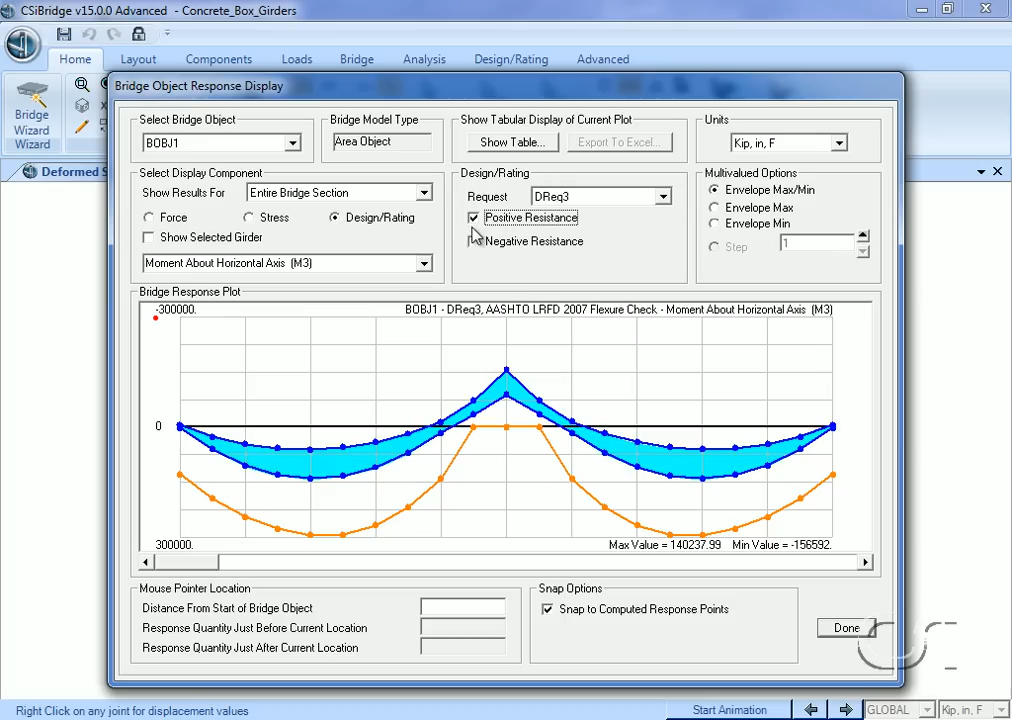 CSiBridge v15.0.0 Advanced - Concrete_Box_Girders
Home Layout Components Loads Bridge Analysis Design/Rating Advanced
Bridge Wizard
Wizard
Deformed S
Bridge Object Response Display
Select Bridge Object
BOBJ1
Bridge Model Type
Area Object
Show Tabular Display of Current Plot
Show Table...
Export To Excel...
Units
Kip, in, F
Select Display Component
Show Results For Entire Bridge Section
Force Stress Design/Rating
Show Selected Girder
Moment About Horizontal Axis (M3)
Design/Rating
Request DReq3
Positive Resistance
Negative Resistance
Multivalued Options
Envelope Max/Min
Envelope Max
Envelope Min
Step 1
Bridge Response Plot
-300000. BOBJ1 - DReq3, AASHTO LRFD 2007 Flexure Check - Moment About Horizontal Axis (M3)
0
300000. Max Value = 140237.99 Min Value = -156592.
Mouse Pointer Location
Distance From Start of Bridge Object
Response Quantity Just Before Current Location
Response Quantity Just After Current Location
Snap Options
Snap to Computed Response Points
Done
CSI
Right Click on any joint for displacement values
Start Animation
GLOBAL
Kip, in, F